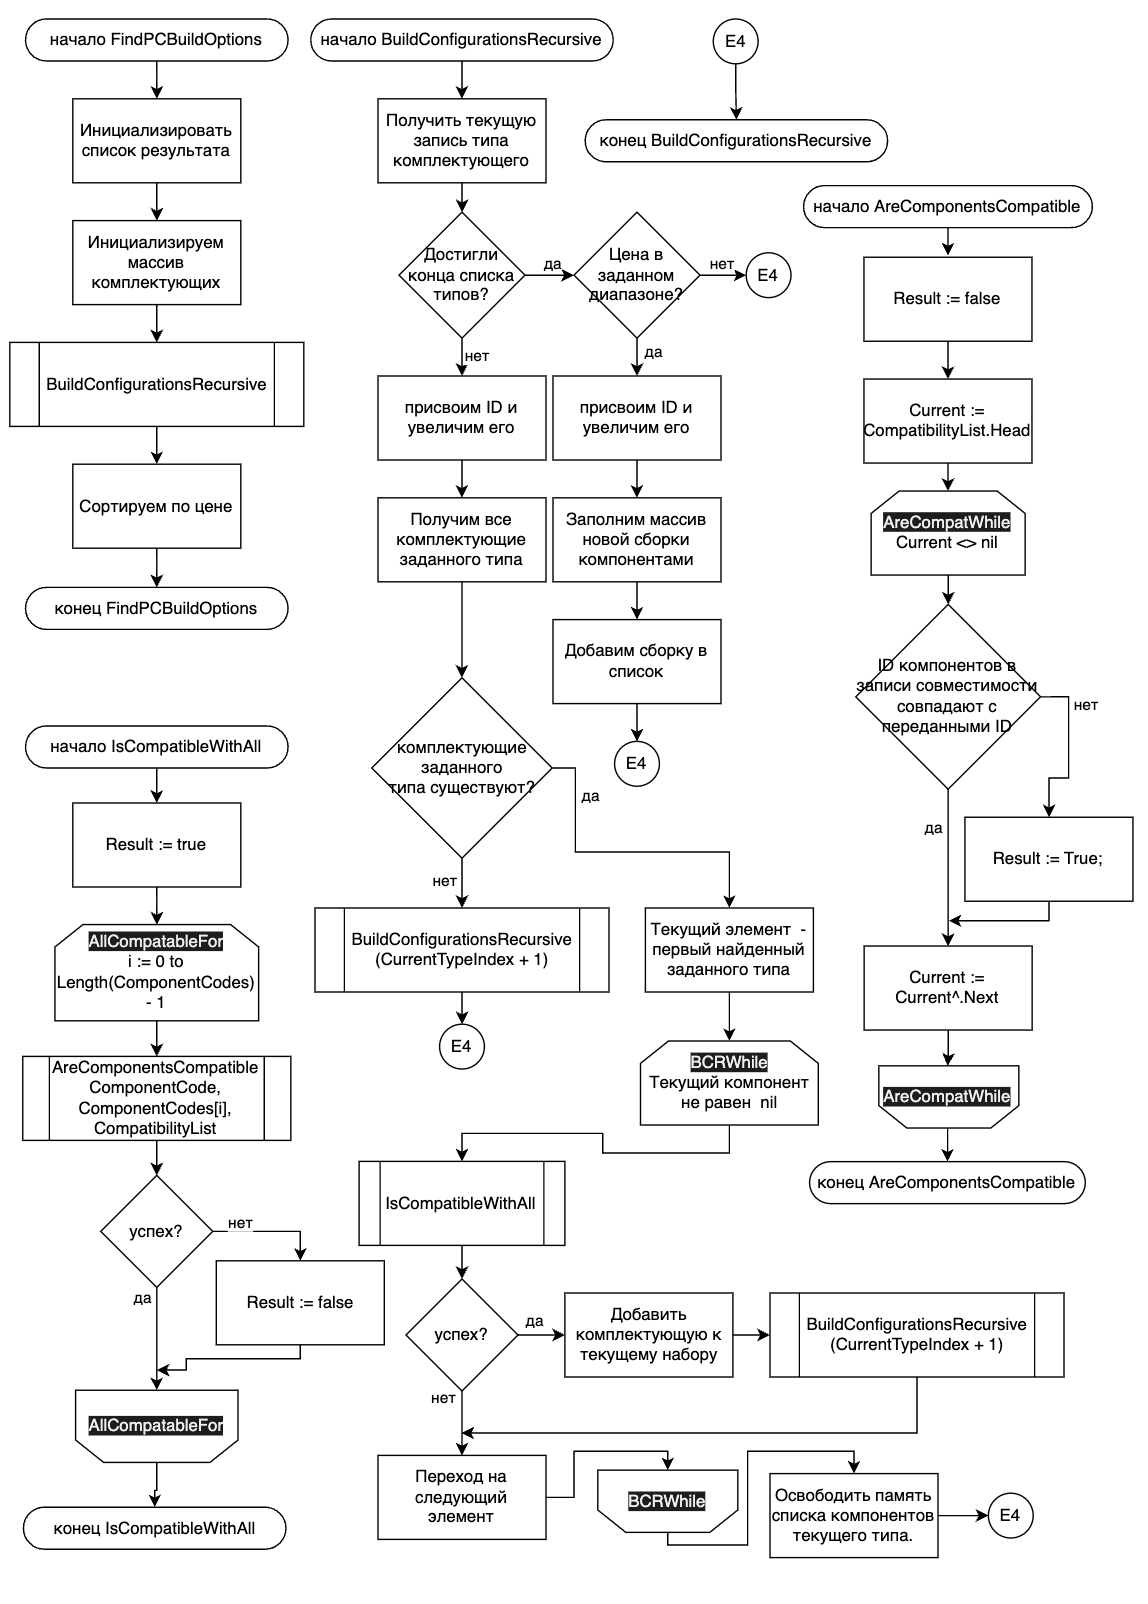 начало FindPCBuildOptions
Инициализировать
список результата
Инициализируем
массив
комплектующих
BuildConfigurationsRecursive
Сортируем по цене
конец FindPCBuildOptions
начало BuildConfigurationsRecursive
Получить текущую
запись типа
комплектующего
Достигли
конца списка
типов?
да
Цена в
заданном
диапазоне?
нет
E4
нет
да
присвоим ID и
увеличим его
присвоим ID и
увеличим его
Получим все
комплектующие
заданного типа
Заполним массив
новой сборки
компонентами
Добавим сборку в
список
E4
комплектующие
заданного
типа существуют?
да
нет
BuildConfigurationsRecursive
(CurrentTypeIndex + 1)
E4
Текущий элемент -
первый найденный
заданного типа
BCRWhile
Текущий компонент
не равен nil
IsCompatibleWithAll
успех?
да
Добавить
комплектующую к
текущему набору
BuildConfigurationsRecursive
(CurrentTypeIndex + 1)
нет
Переход на
следующий
элемент
BCRWhile
Освободить память
списка компонентов
текущего типа.
E4
E4
конец BuildConfigurationsRecursive
начало AreComponentsCompatible
Result := false
Current :=
CompatibilityList.Head
AreCompatWhile
Current <> nil
ID компонентов в
записи совместимости
совпадают с
переданными ID
нет
да
Result := True;
Current :=
Current^.Next
AreCompatWhile
конец AreComponentsCompatible
начало IsCompatibleWithAll
Result := true
AllCompatableFor
i := 0 to
Length(ComponentCodes)
- 1
AreComponentsCompatible
ComponentCode,
ComponentCodes[i],
CompatibilityList
успех?
нет
да
Result := false
AllCompatableFor
конец IsCompatibleWithAll